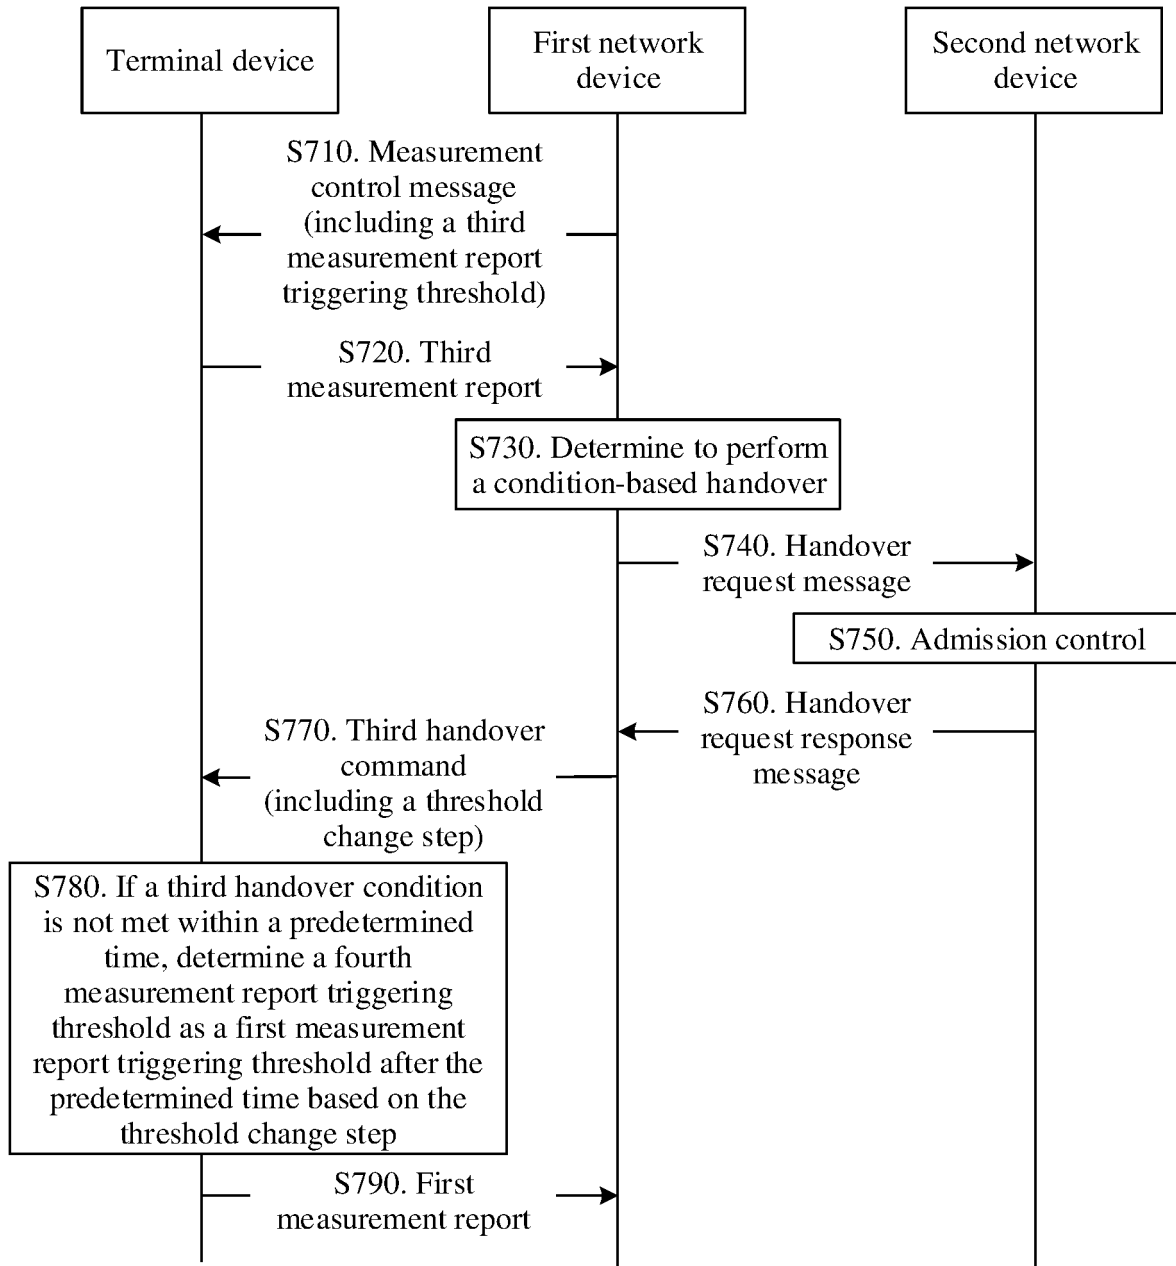 Terminal device
First network
device
Second network
device
S710. Measurement
control message
(including a third
measurement report
triggering threshold)
S720. Third
measurement report
S730. Determine to perform
a condition-based handover
S740. Handover
request message
S750. Admission control
S760. Handover
request response
message
S770. Third handover
command
(including a threshold
change step)
S780. If a third handover condition
is not met within a predetermined
time, determine a fourth
measurement report triggering
threshold as a first measurement
report triggering threshold after the
predetermined time based on the
threshold change step
S790. First
measurement report